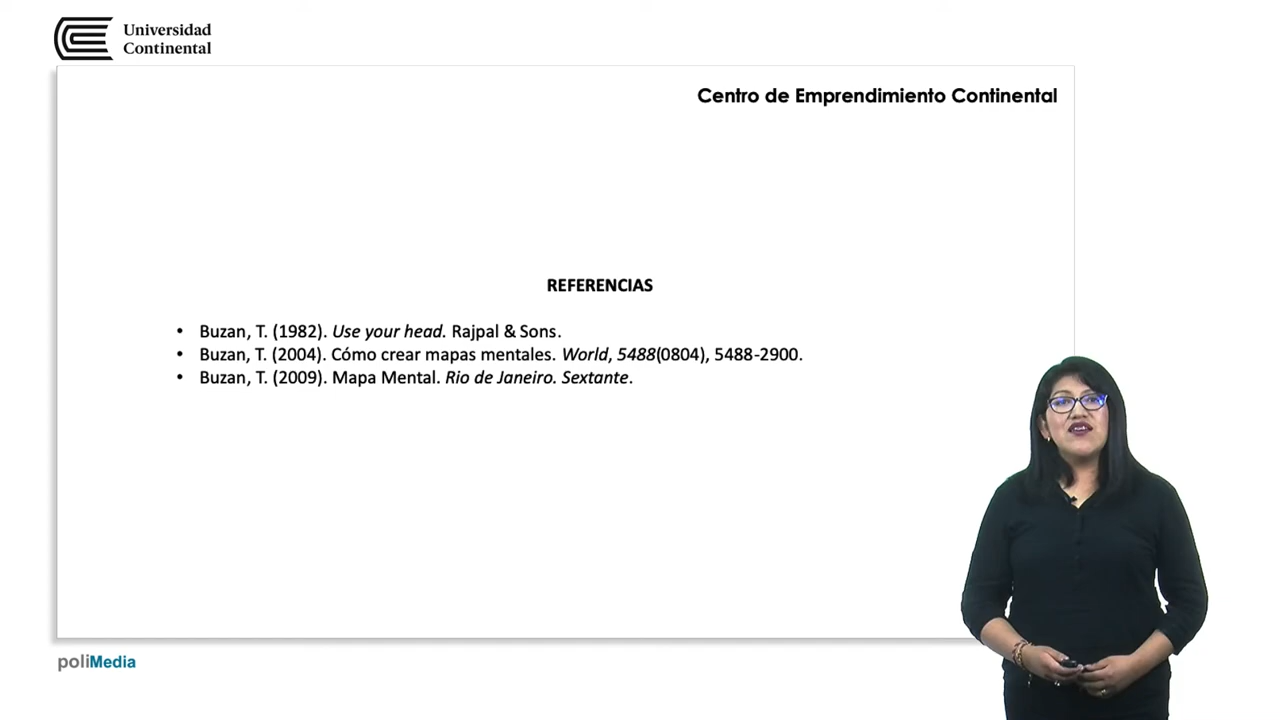 Universidad
Continental
Centro de Emprendimiento Continental
REFERENCIAS
• Buzan, T. (1982). Use your head. Rajpal & Sons.
• Buzan, T. (2004). Cómo crear mapas mentales. World, 5488(0804), 5488-2900.
• Buzan, T. (2009). Mapa Mental. Rio de Janeiro. Sextante.
poliMedia